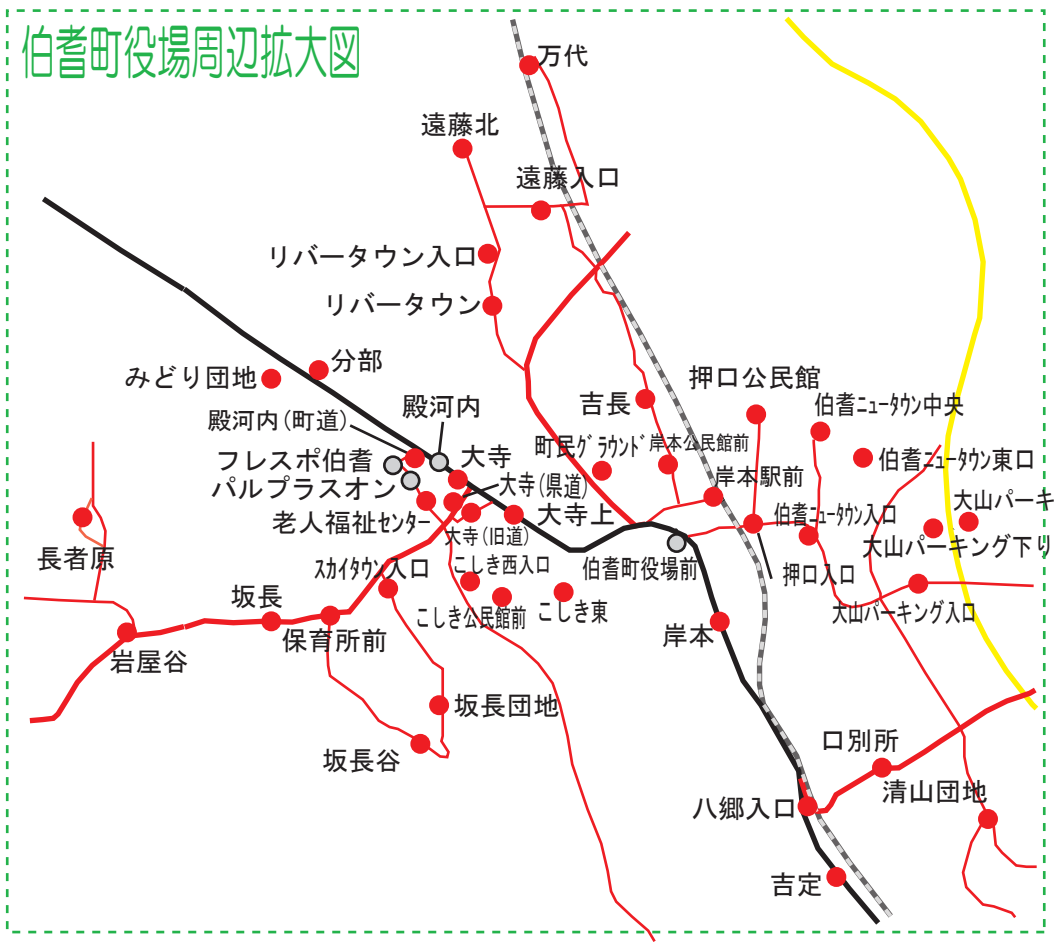 伯耆町役場周辺拡大図
万代
遠藤北
遠藤入口
リバータウン入口
リバータウン
分部
みどり団地
押口公民館
伯耆ニュータウン中央
吉長
殿河内
殿河内(町道)
町民グラウンド
岸本公民館前
伯耆ニュータウン東口
フレスポ伯耆
大寺
パルプラスオン
大寺(県道)
岸本駅前
大山パーキ
老人福祉センター
大寺上
伯耆ニュータウン入口
大寺(旧道)
大山パーキング下り
長者原
スカイタウン入口
こしき西入口
伯耆町役場前
押口入口
坂長
こしき公民館前
こしき東
大山パーキング入口
保育所前
岸本
岩屋谷
坂長団地
坂長谷
口別所
清山団地
八郷入口
吉定